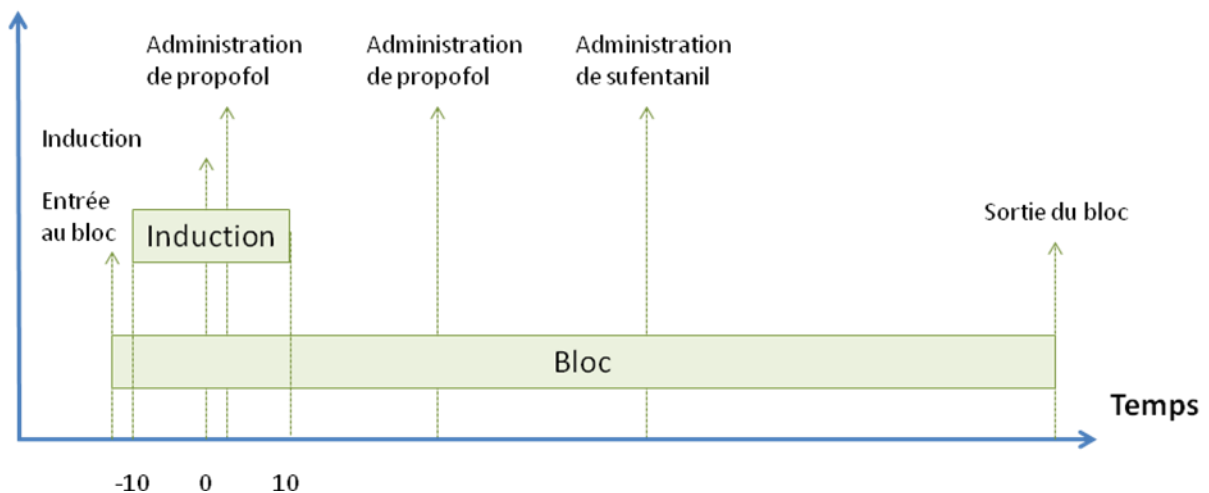 Administration
de propofol
Administration
de propofol
Administration
de sufentanil
Induction
Entrée
au bloc
Induction
Sortie du bloc
Bloc
Temps
-10
0
10